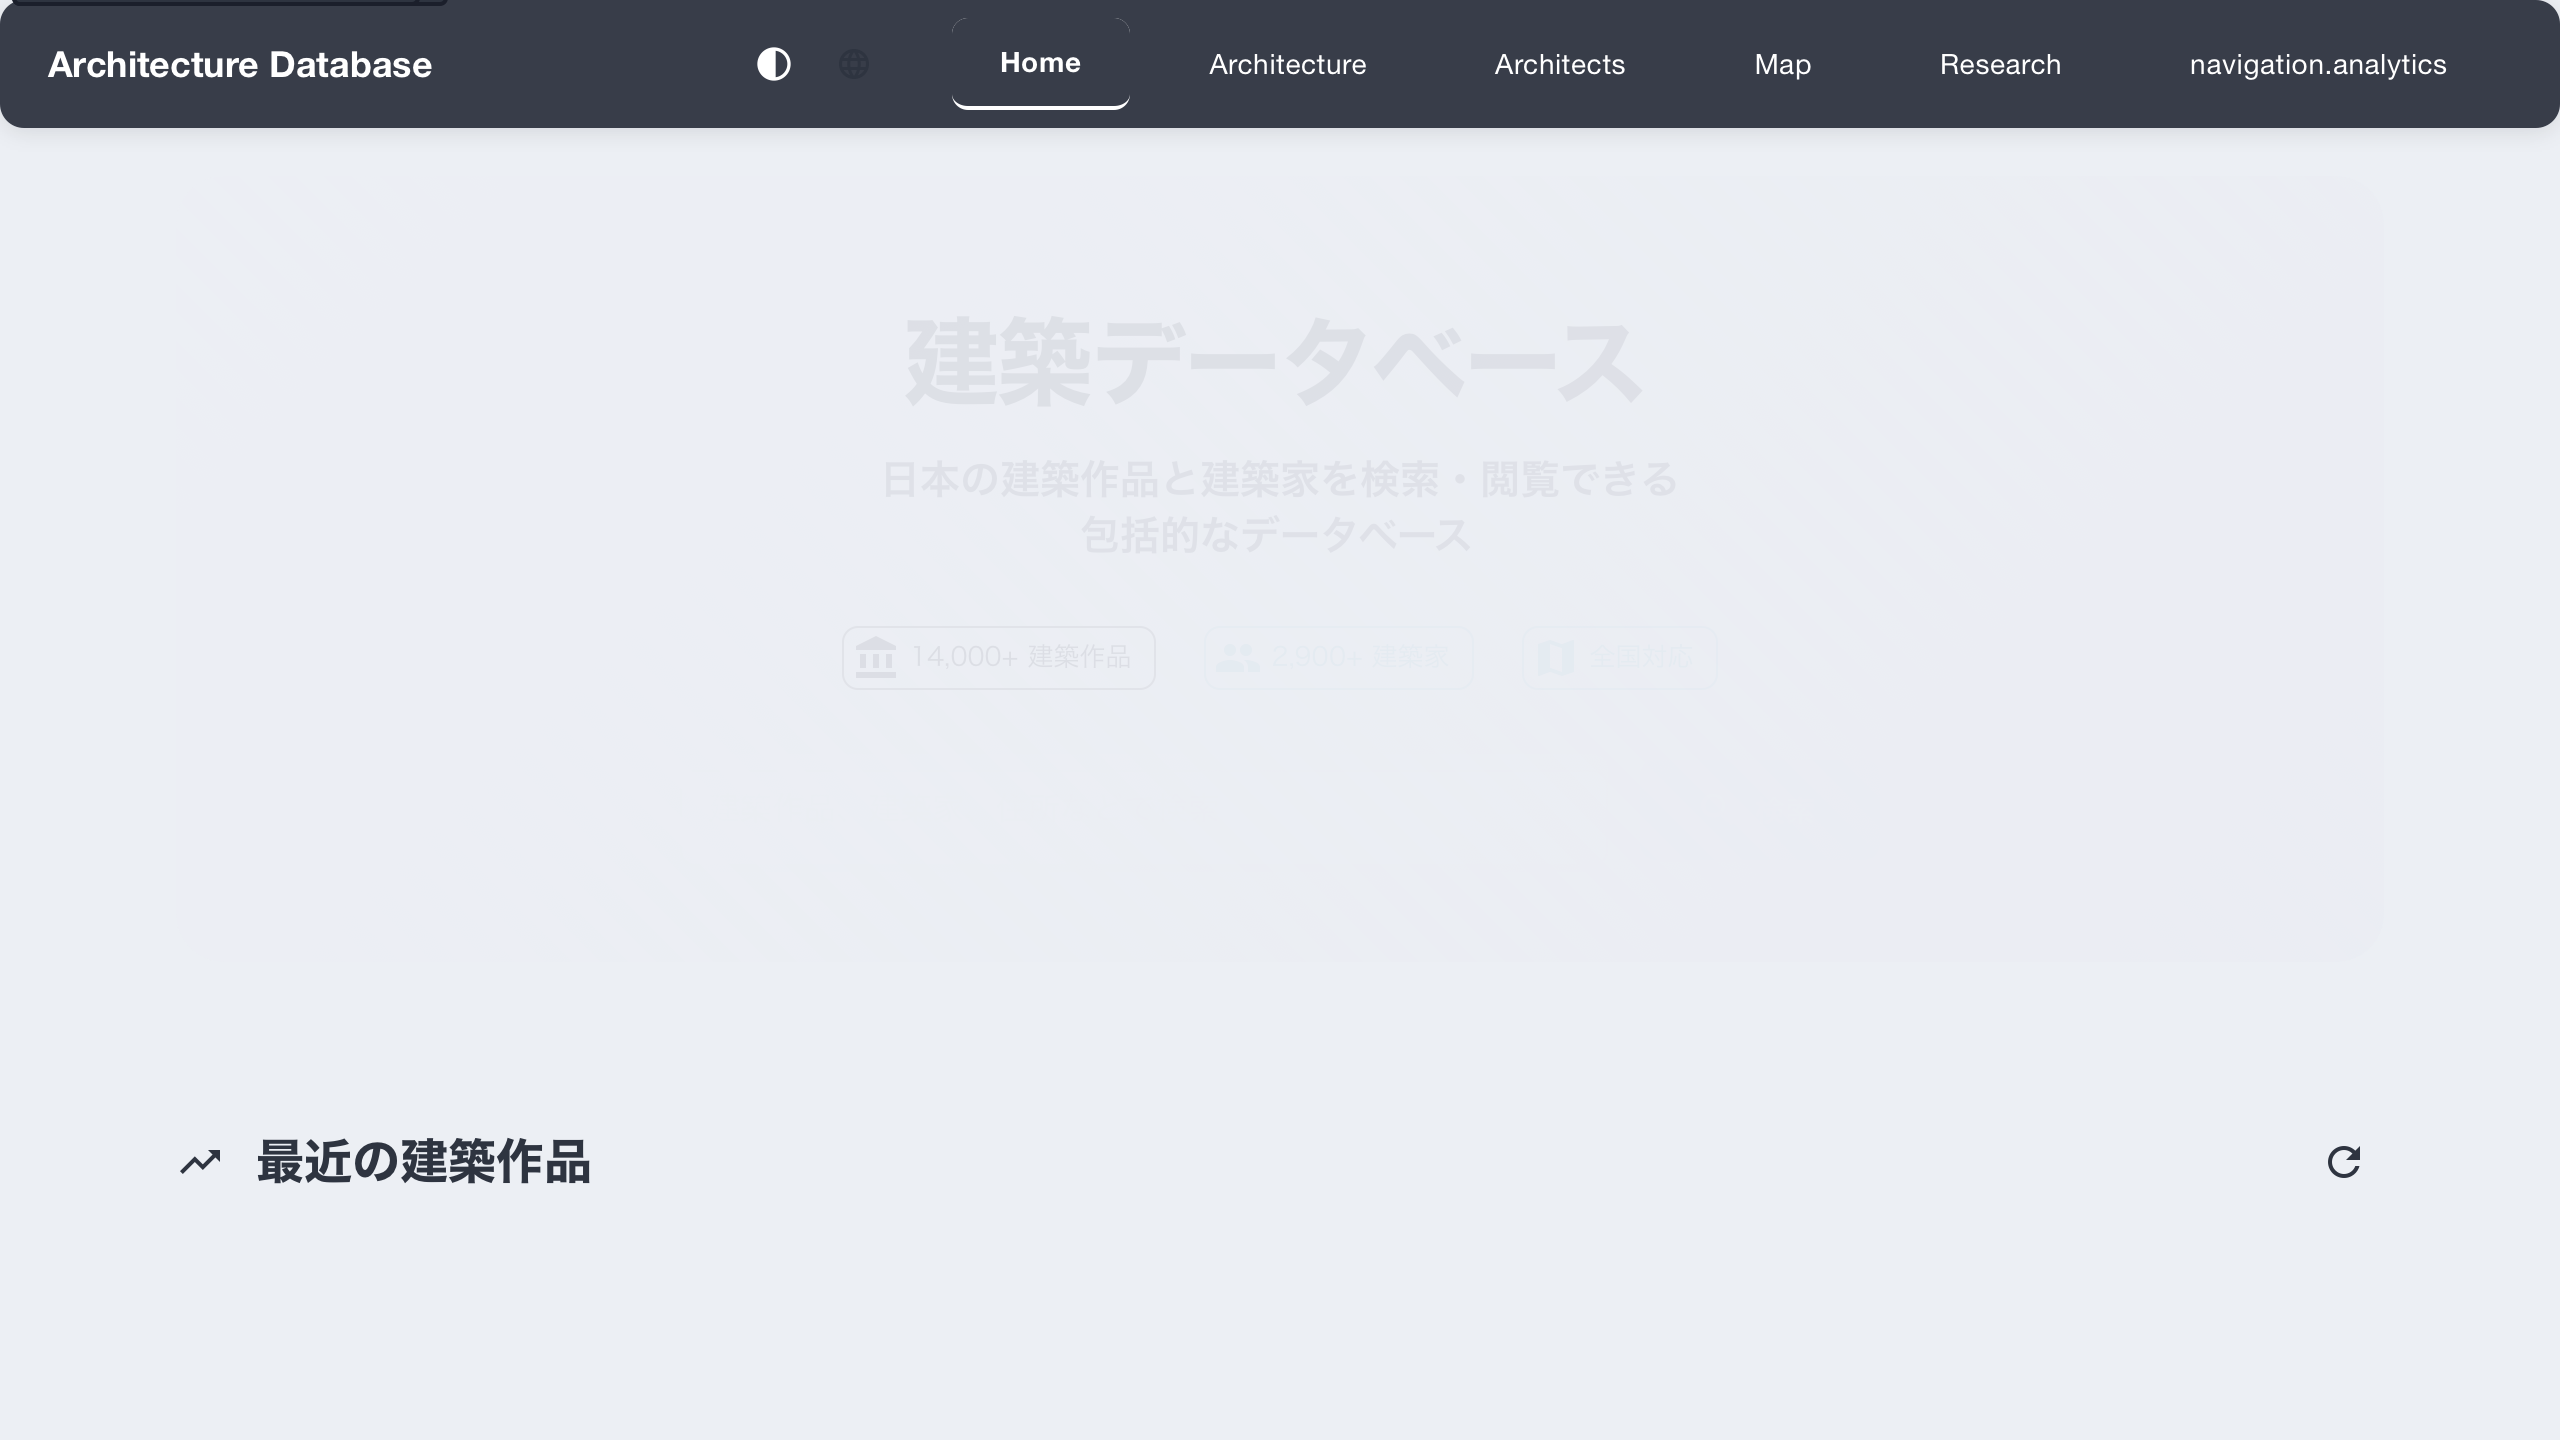 Architecture Database
Home
Architecture
Architects
Map
Research
navigation.analytics
建築データベース
日本の建築作品と建築家を検索・閲覧できる
包括的なデータベース
14,000+ 建築作品
2,900+ 建築家
全国対応
最近の建築作品